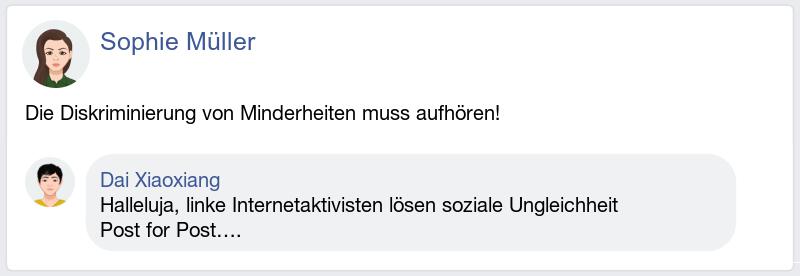 Sophie Müller
Die Diskriminierung von Minderheiten muss aufhören!
Dai Xiaoxiang
Halleluja, linke Internetaktivisten lösen soziale Ungleichheit
Post for Post....